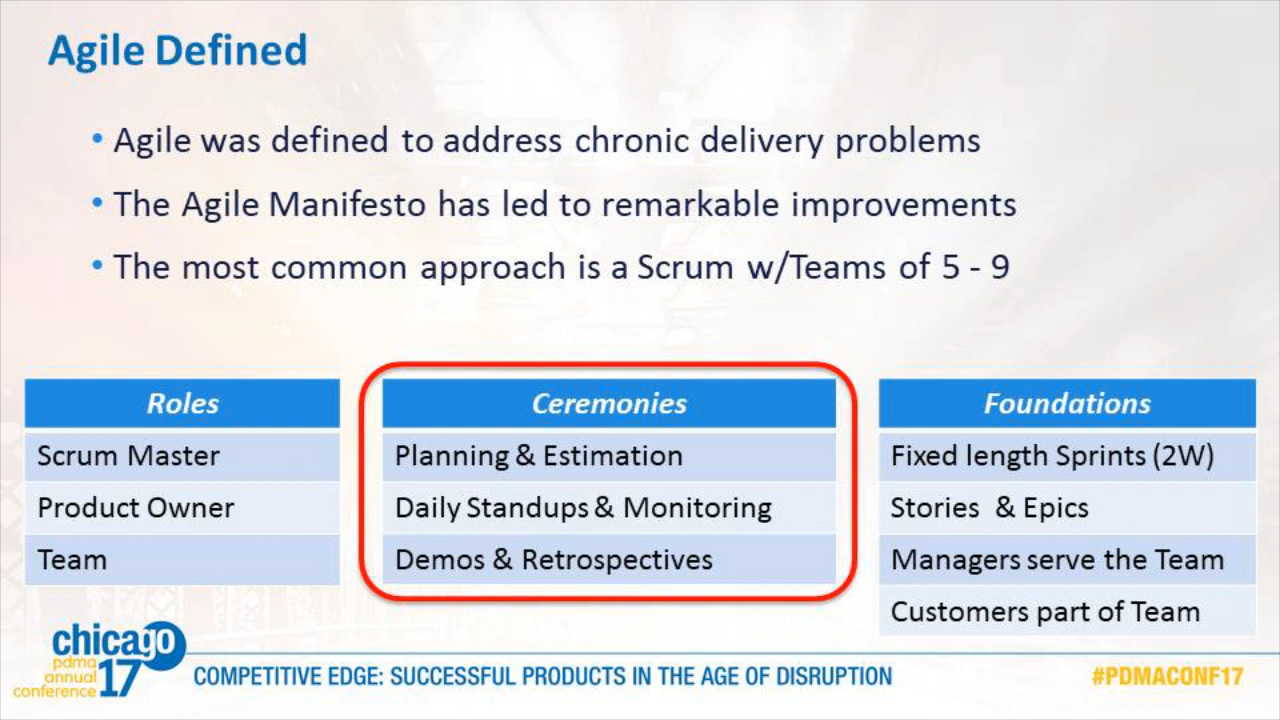 Agile Defined
• Agile was defined to address chronic delivery problems
• The Agile Manifesto has led to remarkable improvements
• The most common approach is a Scrum w/Teams of 5 - 9
Roles
Scrum Master
Product Owner
Team
Ceremonies
Planning & Estimation
Daily Standups & Monitoring
Demos & Retrospectives
Foundations
Fixed length Sprints (2W)
Stories & Epics
Managers serve the Team
Customers part of Team
chicago
pdma
annual
conference 17
COMPETITIVE EDGE: SUCCESSFUL PRODUCTS IN THE AGE OF DISRUPTION
#PDMACONF17